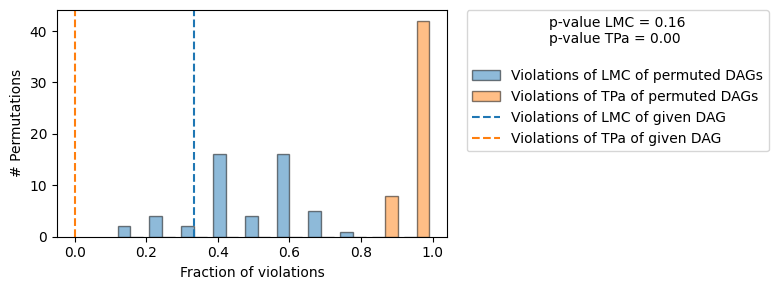 p-value LMC = 0.16
p-value TPa = 0.00
Violations of LMC of permuted DAGs
Violations of TPa of permuted DAGs
Violations of LMC of given DAG
Violations of TPa of given DAG
# Permutations
40
30
20
10
0
0.0 0.2 0.4 0.6 0.8 1.0
Fraction of violations